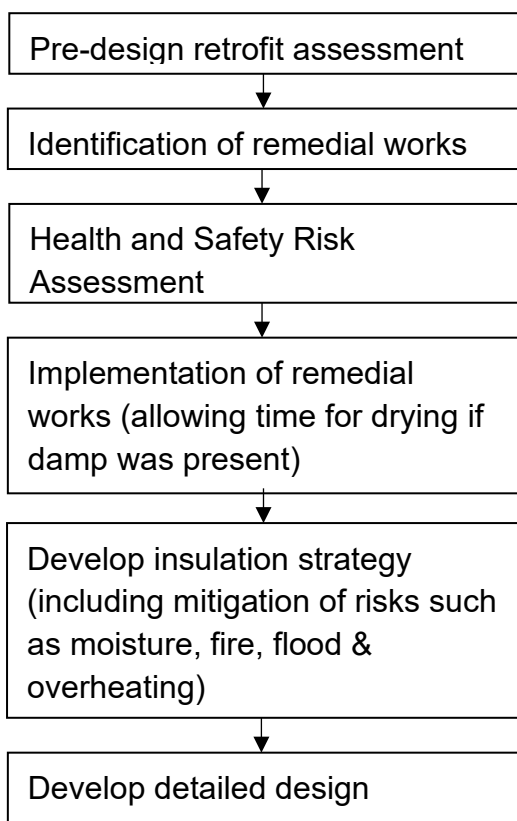 Pre-design retrofit assessment
Identification of remedial works
Health and Safety Risk
Assessment
Implementation of remedial
works (allowing time for drying if
damp was present)
Develop insulation strategy
(including mitigation of risks such
as moisture, fire, flood &
overheating)
Develop detailed design